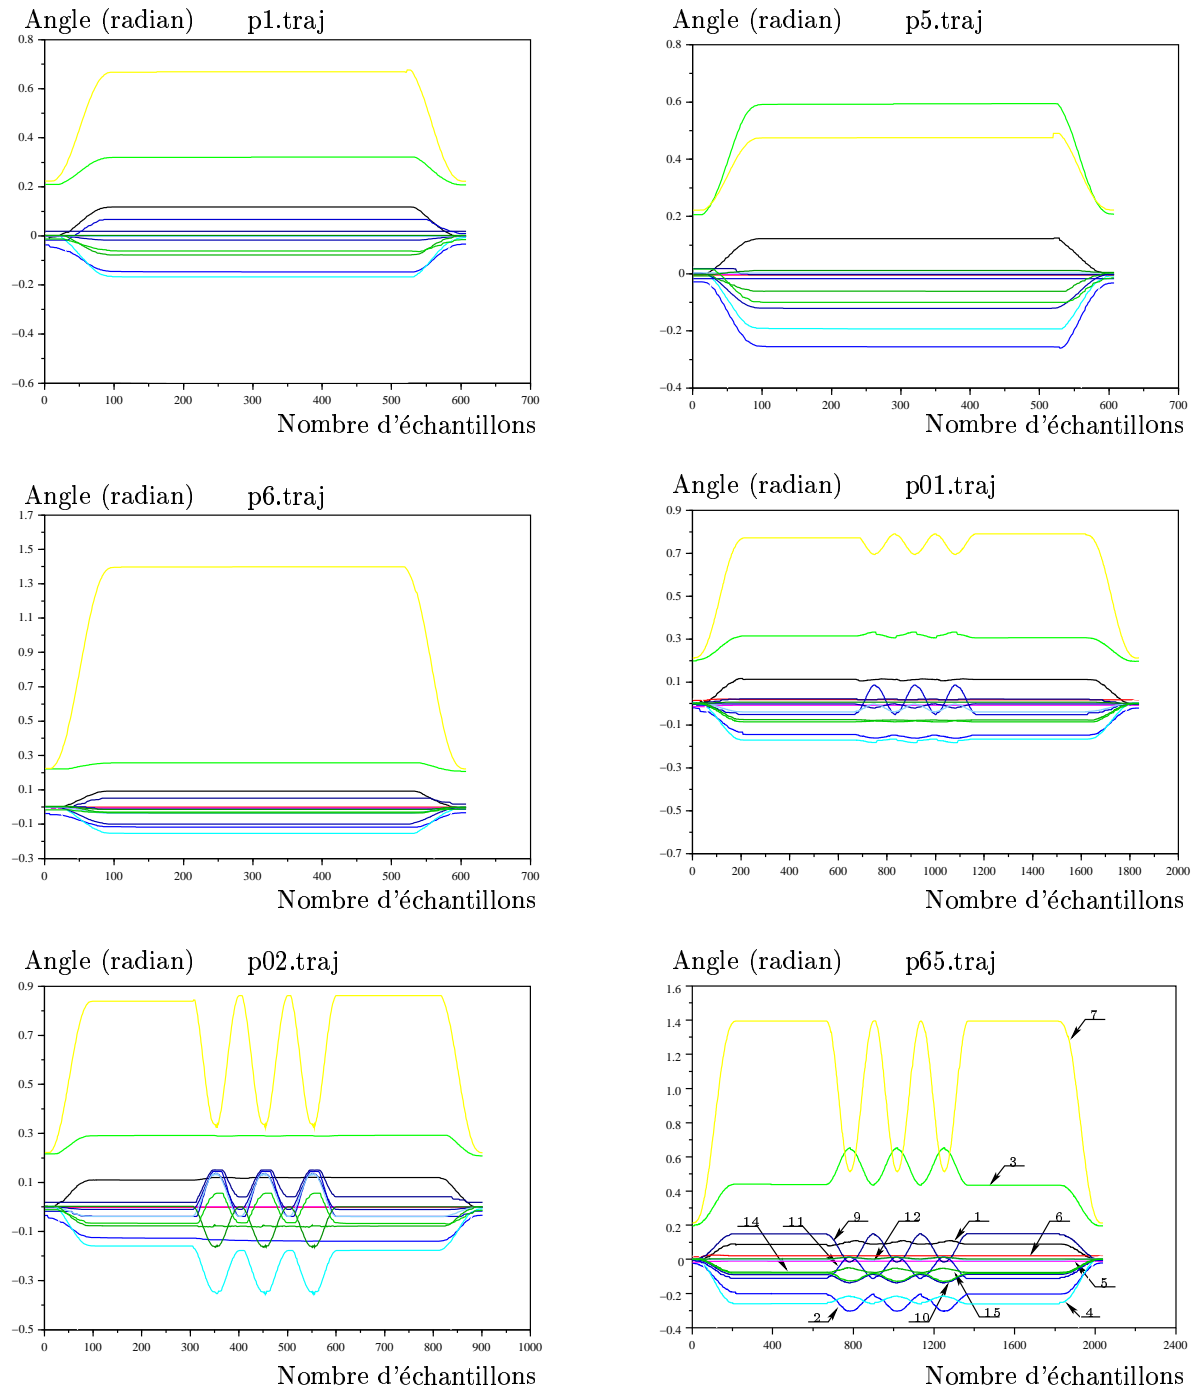 Angle (radian) p1.traj
0.8
0.6
0.4
0.2
0
−0.2
−0.4
−0.6
0 100 200 300 400 500 600 700
Nombre d'échantillons
Angle (radian) p5.traj
0.8
0.6
0.4
0.2
0
−0.2
−0.4
0 100 200 300 400 500 600 700
Nombre d'échantillons
Angle (radian) p6.traj
1.7
1.5
1.3
1.1
0.9
0.7
0.5
0.3
0.1
−0.1
−0.3
0 100 200 300 400 500 600 700
Nombre d'échantillons
Angle (radian) p01.traj
0.9
0.7
0.5
0.3
0.1
−0.1
−0.3
−0.5
−0.7
0 200 400 600 800 1000 1200 1400 1600 1800 2000
Nombre d'échantillons
Angle (radian) p02.traj
0.9
0.7
0.5
0.3
0.1
−0.1
−0.3
−0.5
0 100 200 300 400 500 600 700 800 900 1000
Nombre d'échantillons
Angle (radian) p65.traj
1.6
1.4
1.2
1.0
0.8
0.6
0.4
0.2
0
−0.2
−0.4
7
3
14 11 9 12 1 6
5
2 10 15 4
0 400 800 1200 1600 2000 2400
Nombre d'échantillons